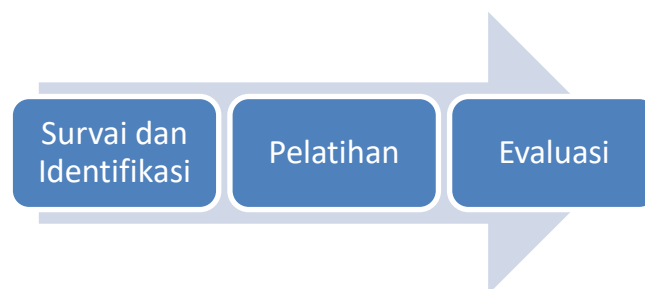 Survai dan
Identifikasi
Pelatihan
Evaluasi